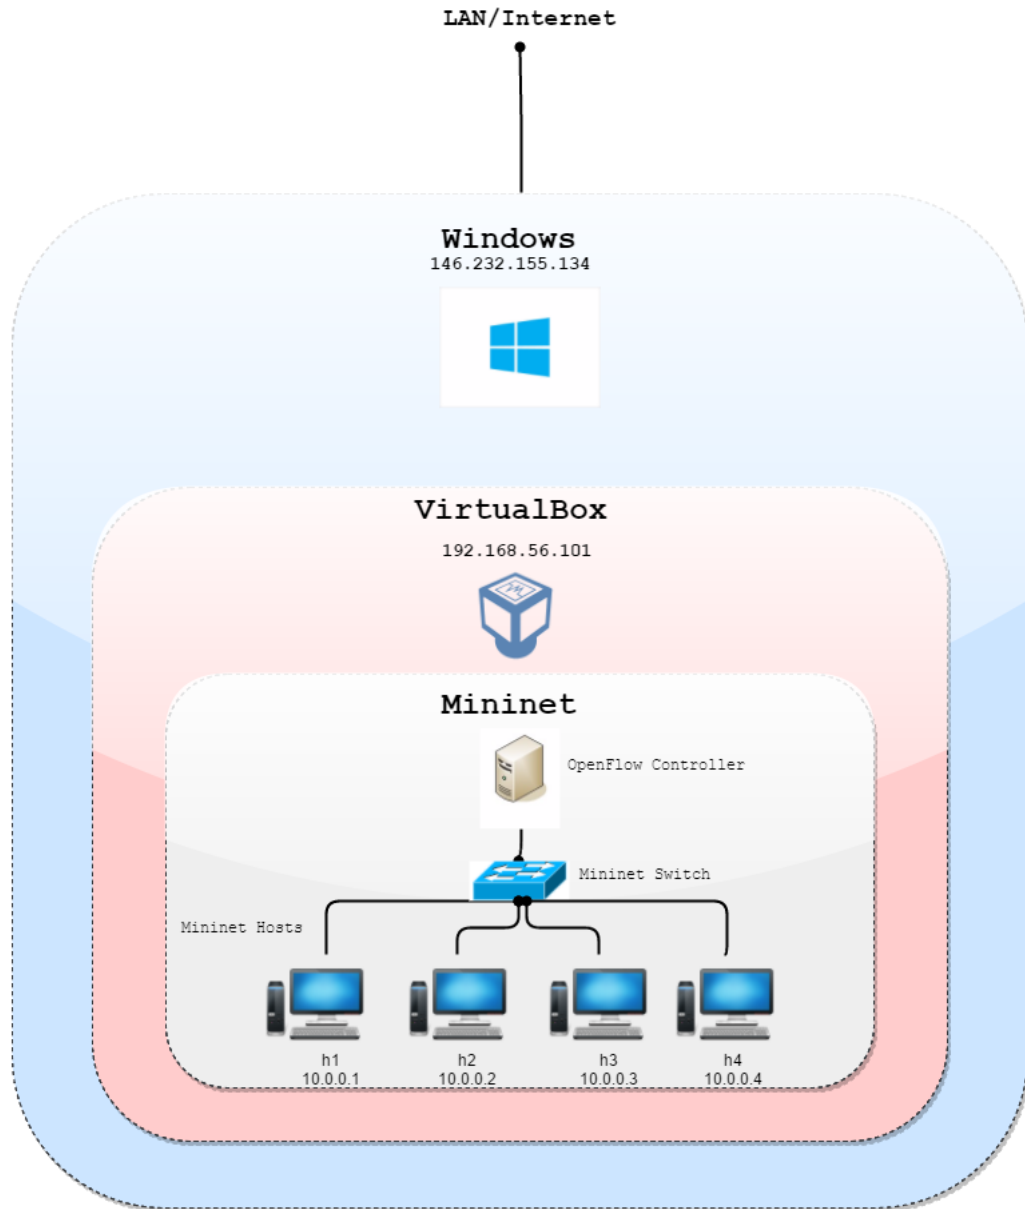 LAN/Internet
Windows
146.232.155.134
VirtualBox
192.168.56.101
Mininet
OpenFlow Controller
Mininet Switch
Mininet Hosts
h1
10.0.0.1
h2
10.0.0.2
h3
10.0.0.3
h4
10.0.0.4